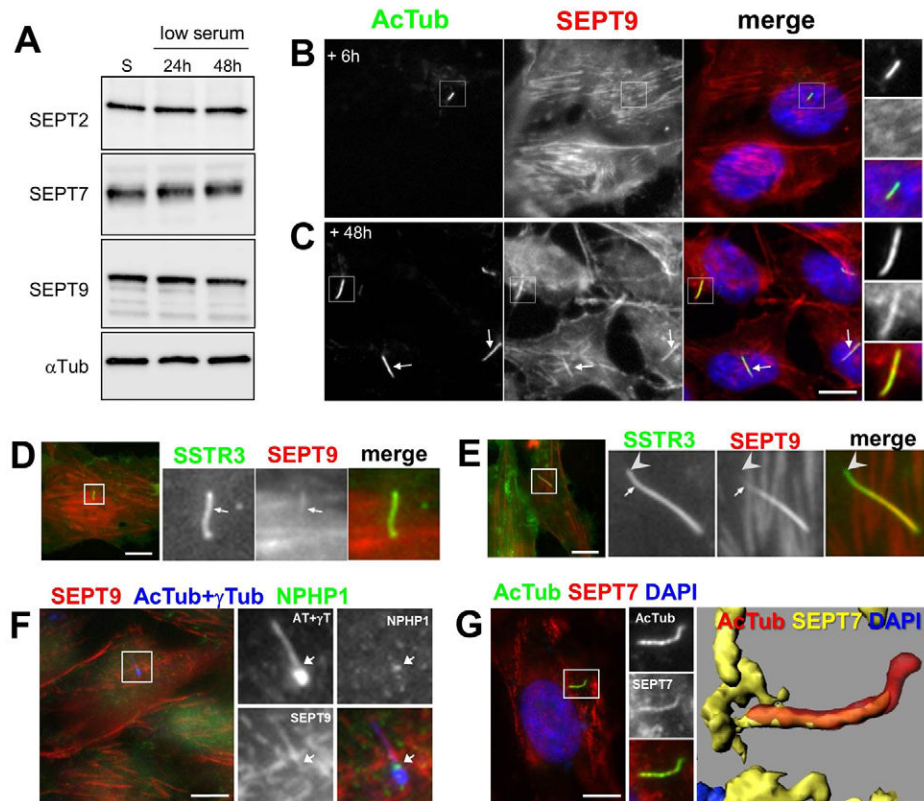 A
low serum
S 24h 48h
SEPT2
SEPT7
SEPT9
αTub
AcTub SEPT9 merge
B
+ 6h
C
+ 48h
D
SSTR3 SEPT9 merge
E
SSTR3 SEPT9 merge
SEPT9 AcTub+γTub NPHP1
F
AT+γT
NPHP1
SEPT9
AcTub SEPT7 DAPI
G
AcTub
SEPT7
AcTub SEPT7 DAPI